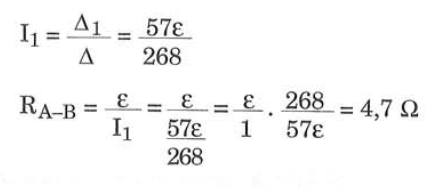 I₁ = Δ₁/Δ = 57ε/268
R_A–B = ε/I₁ = ε/(57ε/268) = ε/1 . 268/57ε = 4,7 Ω